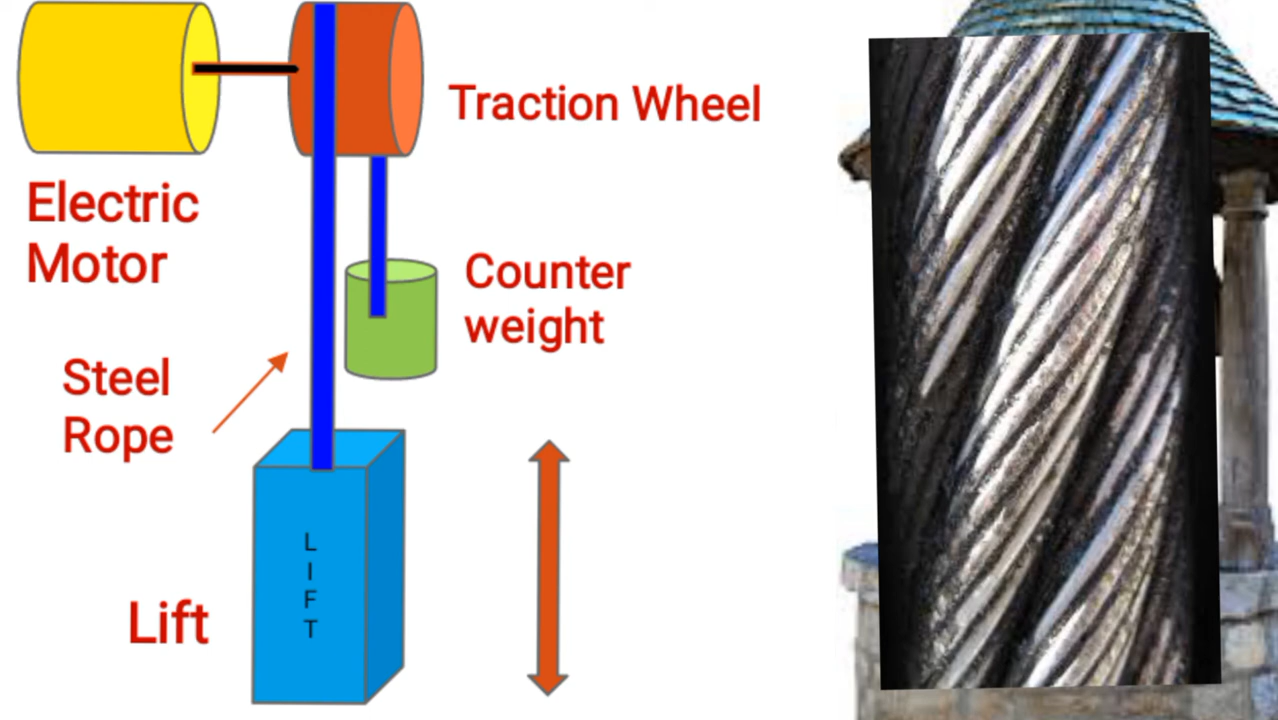 Traction Wheel
Electric
Motor
Counter
weight
Steel
Rope
L
I
F
T
Lift